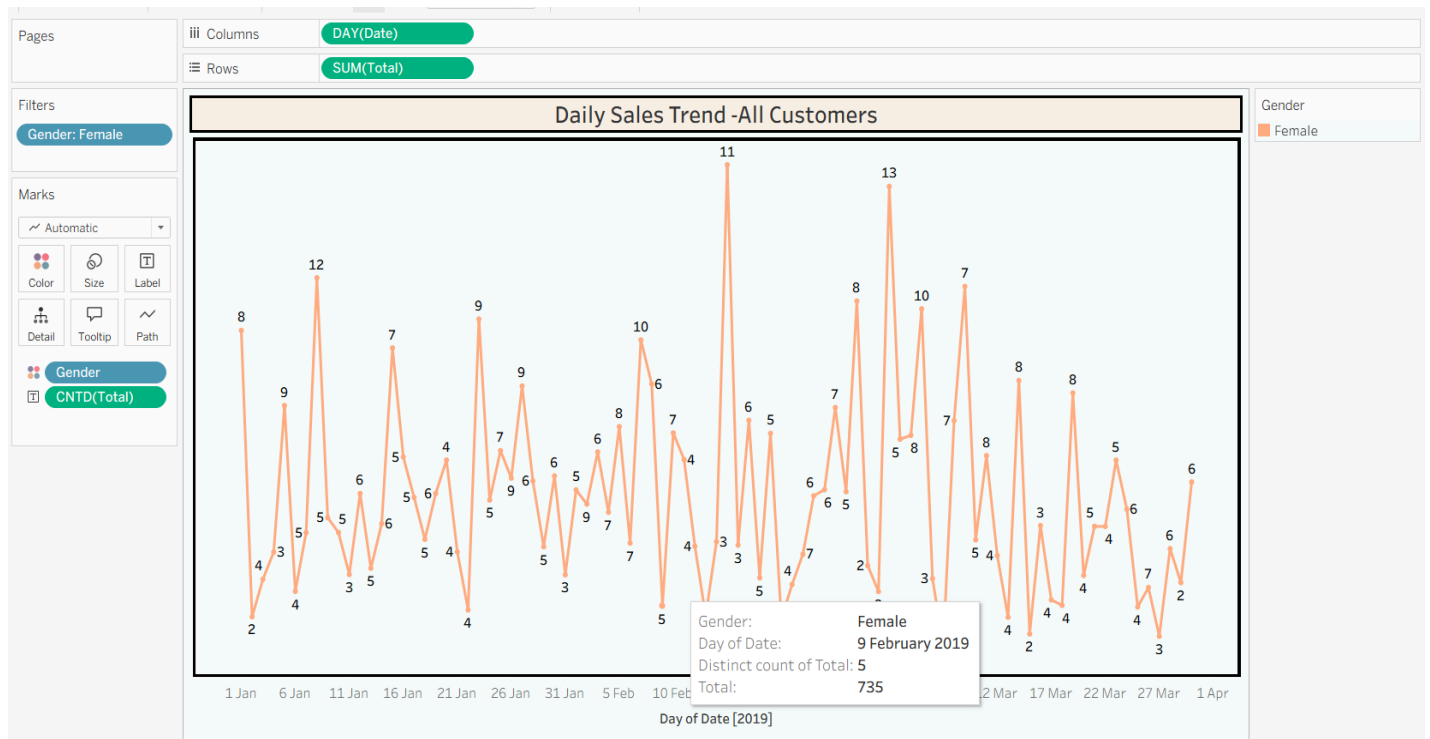 Pages
Columns
DAY(Date)
Rows
SUM(Total)
Filters
Gender: Female
Marks
Automatic
Color
Size
Label
Detail
Tooltip
Path
Gender
CNTD(Total)
Daily Sales Trend -All Customers
8
2
4
3
9
4
5
12
5
5
3
6
5
6
7
5
5
5
6
4
4
4
9
5
7
9
9
6
5
6
3
5
9
6
7
8
7
10
6
5
7
4
4
3
11
3
6
5
5
4
7
6
6
7
5
8
2
13
5
8
10
3
7
7
5
8
4
4
8
2
3
4
4
8
4
5
4
5
6
4
7
3
6
2
6
Gender: Female
Day of Date: 9 February 2019
Distinct count of Total: 5
Total: 735
1 Jan
6 Jan
11 Jan
16 Jan
21 Jan
26 Jan
31 Jan
5 Feb
10 Feb
2 Mar
17 Mar
22 Mar
27 Mar
1 Apr
Day of Date [2019]
Gender
Female